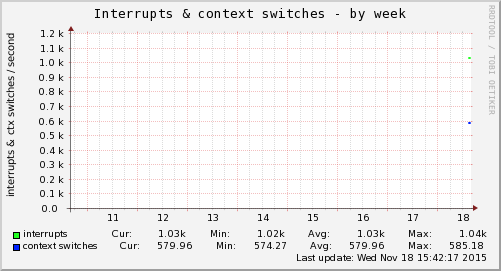 Interrupts & context switches - by week
RRDTOOL / TOBI OETIKER
interrupts & ctx switches / second
1.2 k
1.1 k
1.0 k
0.9 k
0.8 k
0.7 k
0.6 k
0.5 k
0.4 k
0.3 k
0.2 k
0.1 k
0.0
11 12 13 14 15 16 17 18
interrupts Cur: 1.03k Min: 1.02k Avg: 1.03k Max: 1.04k
context switches Cur: 579.96 Min: 574.27 Avg: 579.96 Max: 585.18
Last update: Wed Nov 18 15:42:17 2015